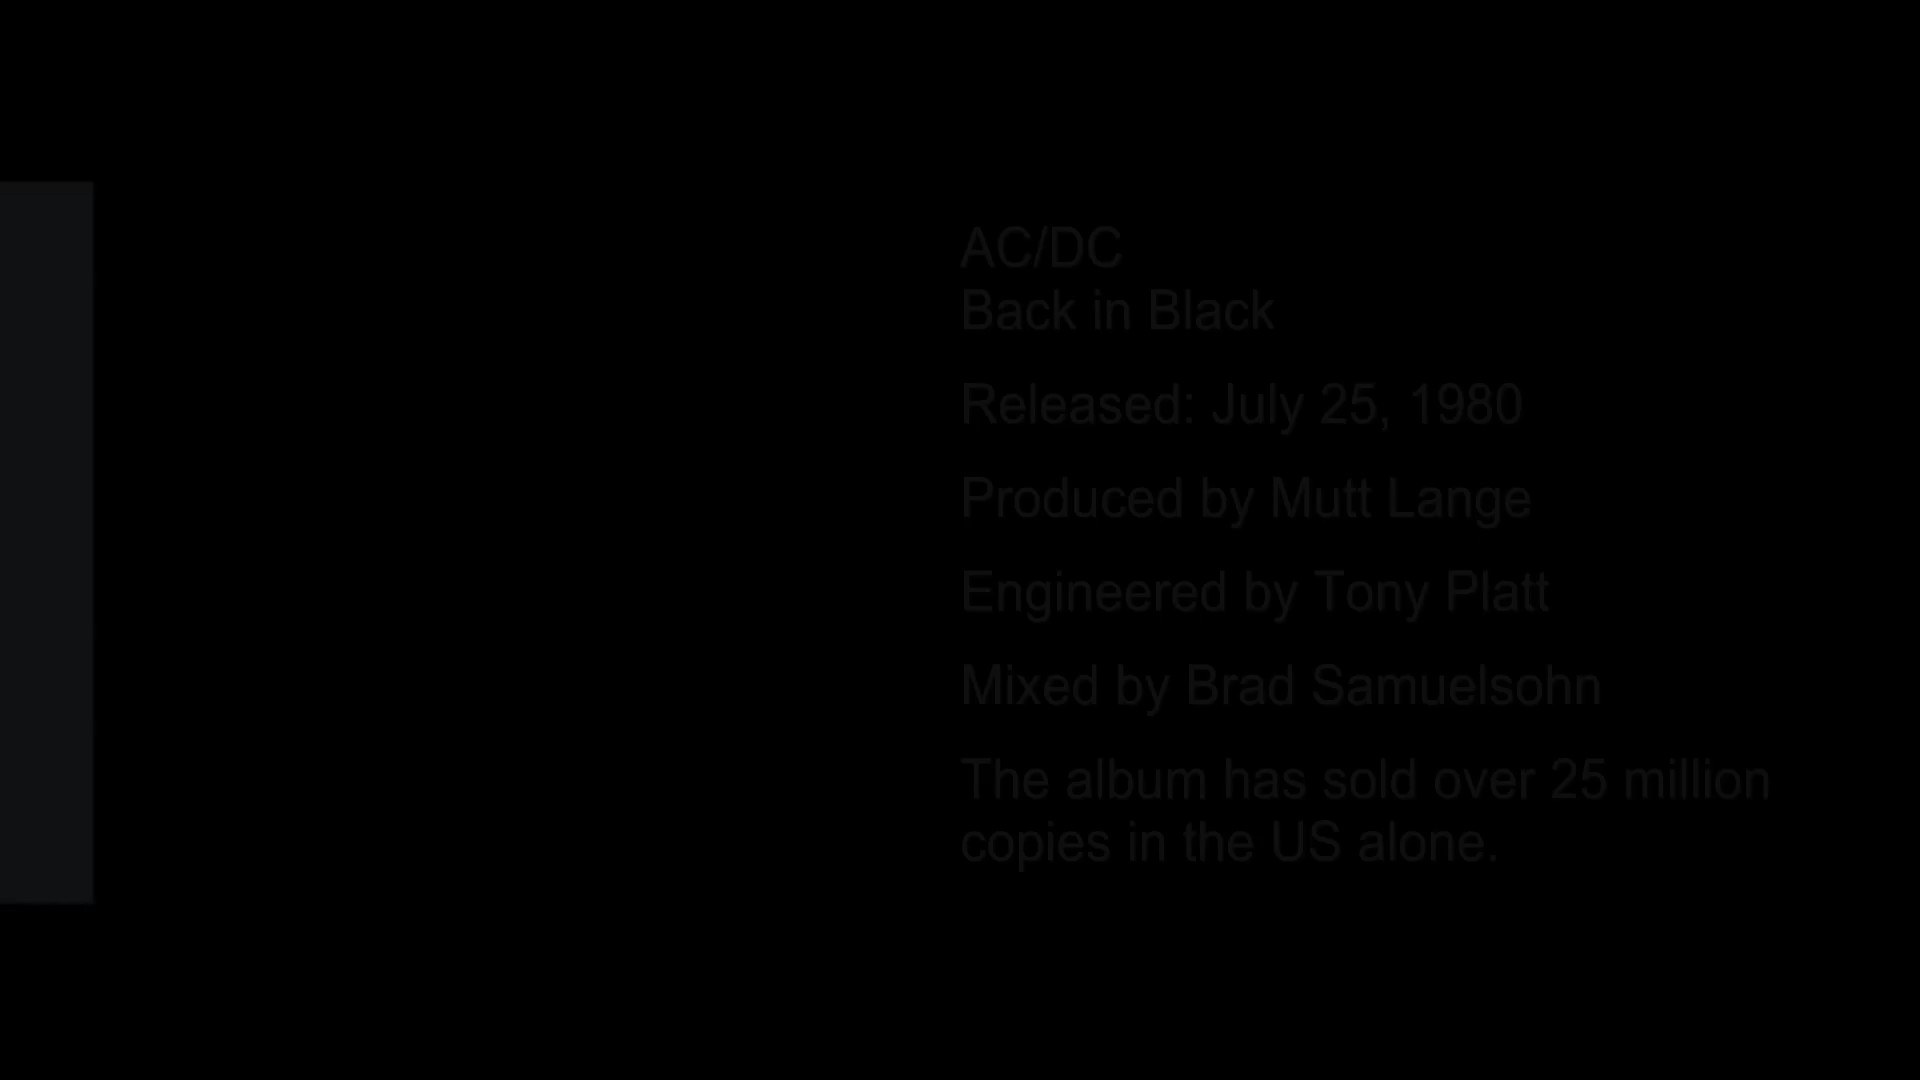 AC/DC
Back in Black
Released: July 25, 1980
Produced by Mutt Lange
Engineered by Tony Platt
Mixed by Brad Samuelsohn
The album has sold over 25 million
copies in the US alone.